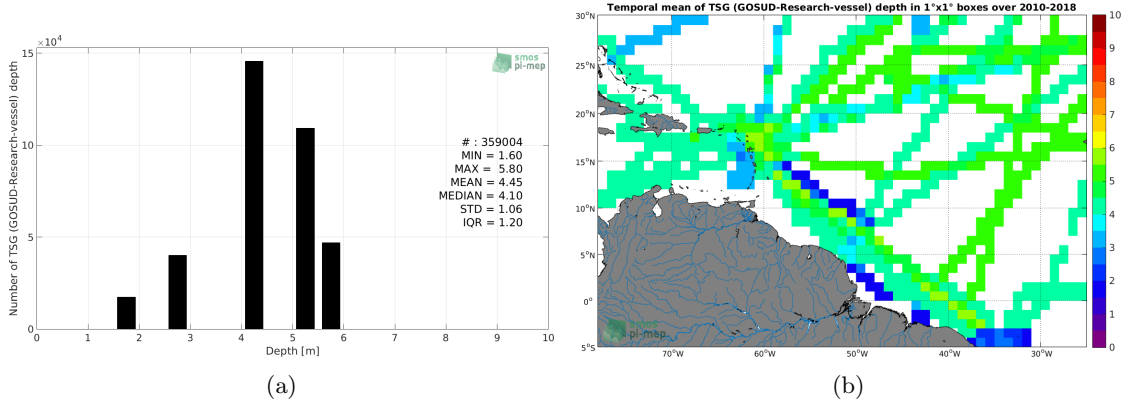 ×10⁴
15
10
5
0
0 1 2 3 4 5 6 7 8 9 10
Number of TSG (GOSUD-Research-vessel) depth
Depth [m]
smos
pi-mep
# : 359004
MIN = 1.60
MAX = 5.80
MEAN = 4.45
MEDIAN = 4.10
STD = 1.06
IQR = 1.20
(a)
Temporal mean of TSG (GOSUD-Research-vessel) depth in 1°x1° boxes over 2010-2018
30°N
25°N
20°N
15°N
10°N
5°N
0°
5°S
70°W 60°W 50°W 40°W 30°W
smos
pi-mep
10
9
8
7
6
5
4
3
2
1
0
(b)